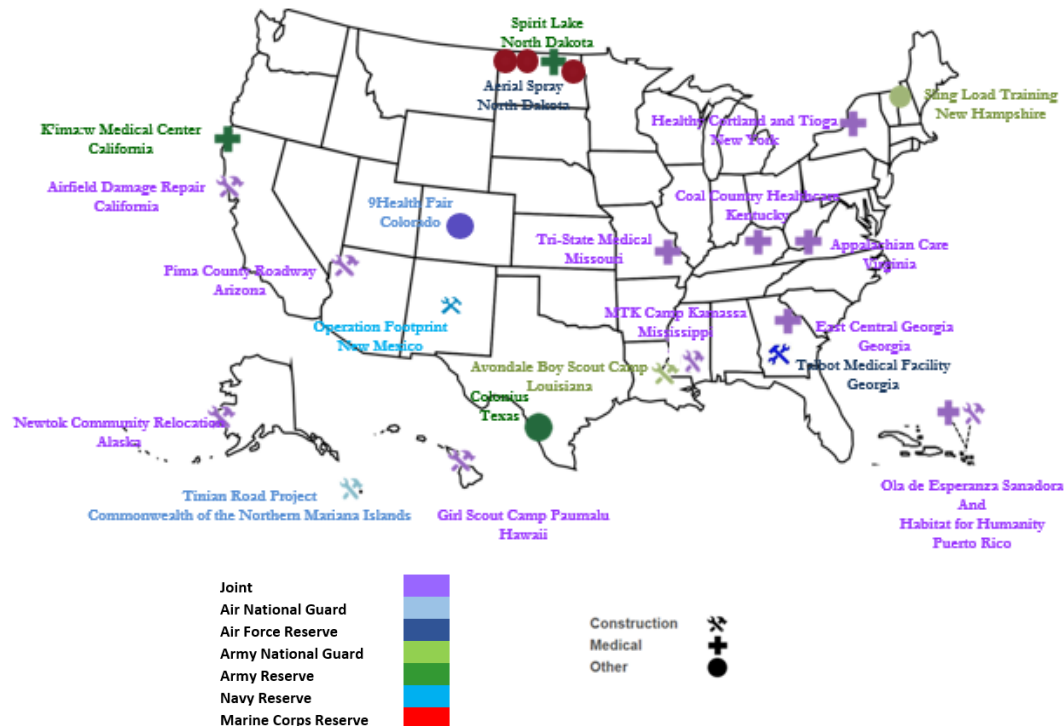 Spirit Lake
North Dakota
Aerial Spray
North Dakota
Sling Load Training
New Hampshire
Healthy Cortland and Tioga
New York
K'ima:w Medical Center
California
Airfield Damage Repair
California
9Health Fair
Colorado
Coal Country Healthcare
Kentucky
Tri-State Medical
Missouri
Appalachian Care
Virginia
Pima County Roadway
Arizona
Operation Footprint
New Mexico
MTK Camp Kamassa
Mississippi
East Central Georgia
Georgia
Avondale Boy Scout Camp
Louisiana
Talbot Medical Facility
Georgia
Colonius
Texas
Newtok Community Relocation
Alaska
Tinian Road Project
Commonwealth of the Northern Mariana Islands
Girl Scout Camp Paumalu
Hawaii
Ola de Esperanza Sanadora
And
Habitat for Humanity
Puerto Rico
Joint
Air National Guard
Air Force Reserve
Army National Guard
Army Reserve
Navy Reserve
Marine Corps Reserve
Construction
Medical
Other